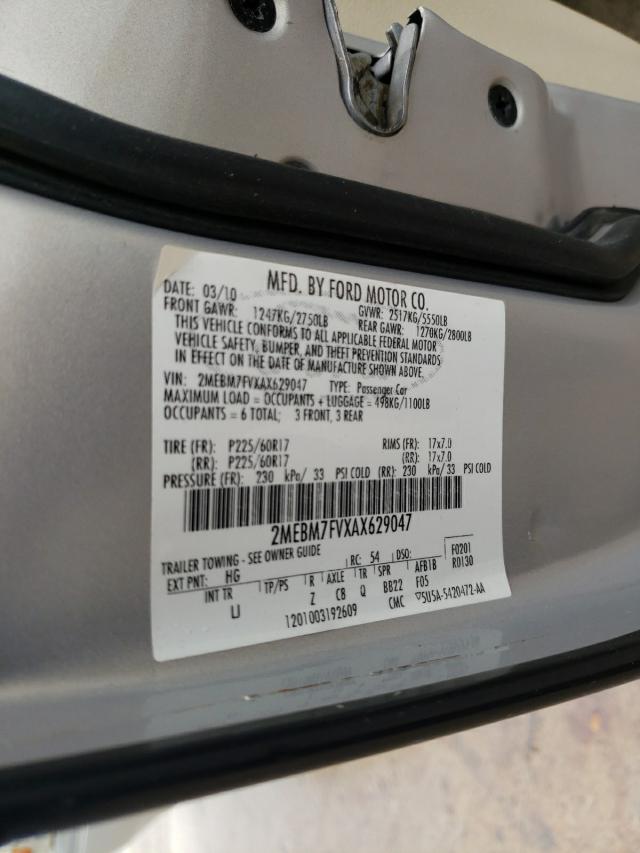 MFD. BY FORD MOTOR CO.
DATE: 03/10 GVWR: 2517KG/5550LB
FRONT GAWR: 1247KG/2750LB REAR GAWR: 1270KG/2800LB
THIS VEHICLE CONFORMS TO ALL APPLICABLE FEDERAL MOTOR
VEHICLE SAFETY, BUMPER, AND THEFT PREVENTION STANDARDS
IN EFFECT ON THE DATE OF MANUFACTURE SHOWN ABOVE.
VIN: 2MEBM7FVXAX629047 TYPE: Passenger Car
MAXIMUM LOAD = OCCUPANTS + LUGGAGE = 498KG/1100LB
OCCUPANTS = 6 TOTAL; 3 FRONT, 3 REAR
TIRE (FR): P225/60R17 RIMS (FR): 17x7.0
(RR): P225/60R17 (RR): 17x7.0
PRESSURE (FR): 230 kPa/ 33 PSI COLD (RR): 230 kPa/ 33 PSI COLD
2MEBM7FVXAX629047
TRAILER TOWING - SEE OWNER GUIDE F0201
EXT PNT: HG RC: 54 DSO: R0130
INT TR TP/PS R AXLE TR SPR AFB1B
LJ Z C8 Q BB22 F05
1201003192609 CMC ▽5U5A-5420472-AA